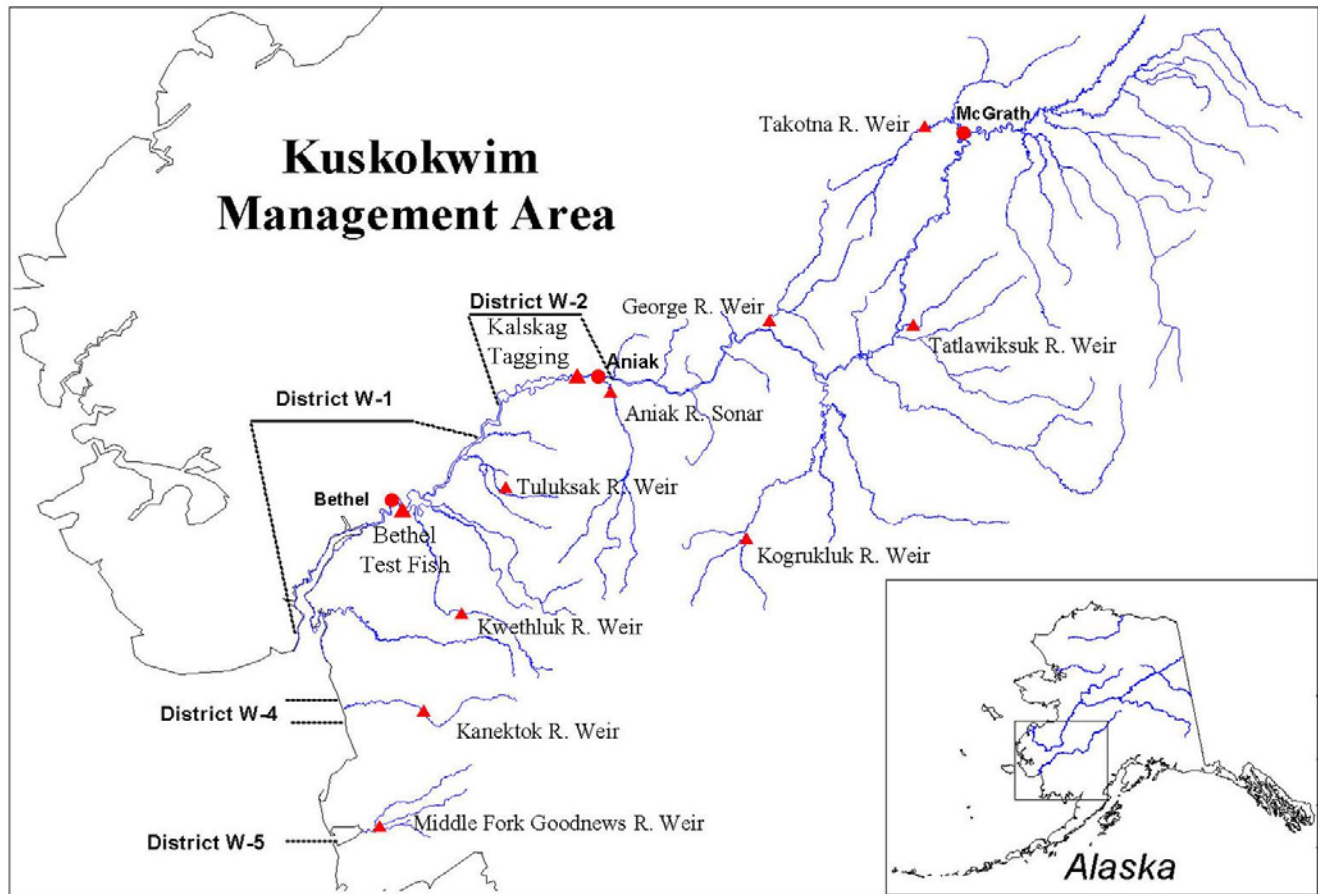 Kuskokwim
Management Area
Takotna R. Weir
McGrath
District W-2
Kalskag
Tagging
George R. Weir
Aniak
Tatlawiksuk R. Weir
Aniak R. Sonar
District W-1
Tuluksak R. Weir
Bethel
Bethel
Test Fish
Kogrukluk R. Weir
Kwethluk R. Weir
District W-4
Kanektok R. Weir
Middle Fork Goodnews R. Weir
District W-5
Alaska